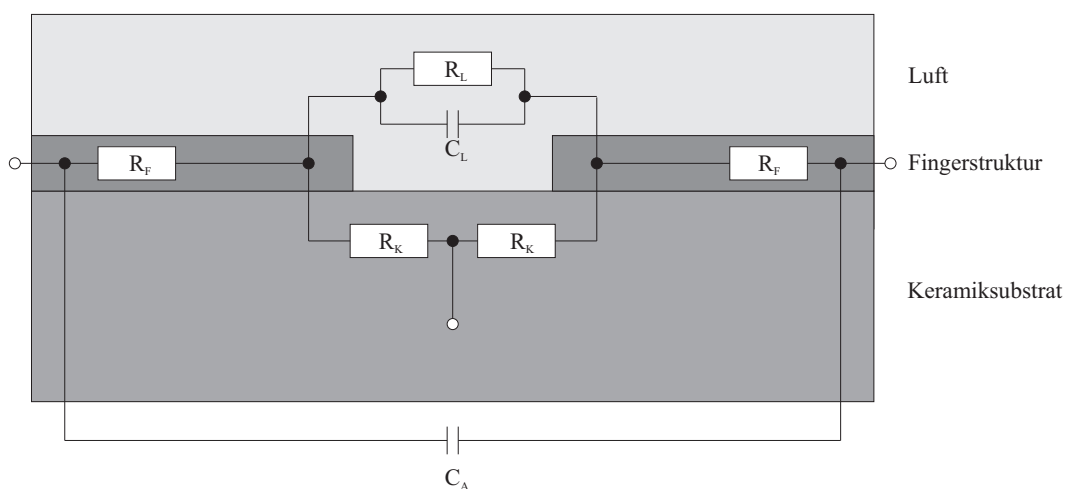 R_L
Luft
C_L
R_F
R_F
Fingerstruktur
R_K
R_K
Keramiksubstrat
C_A